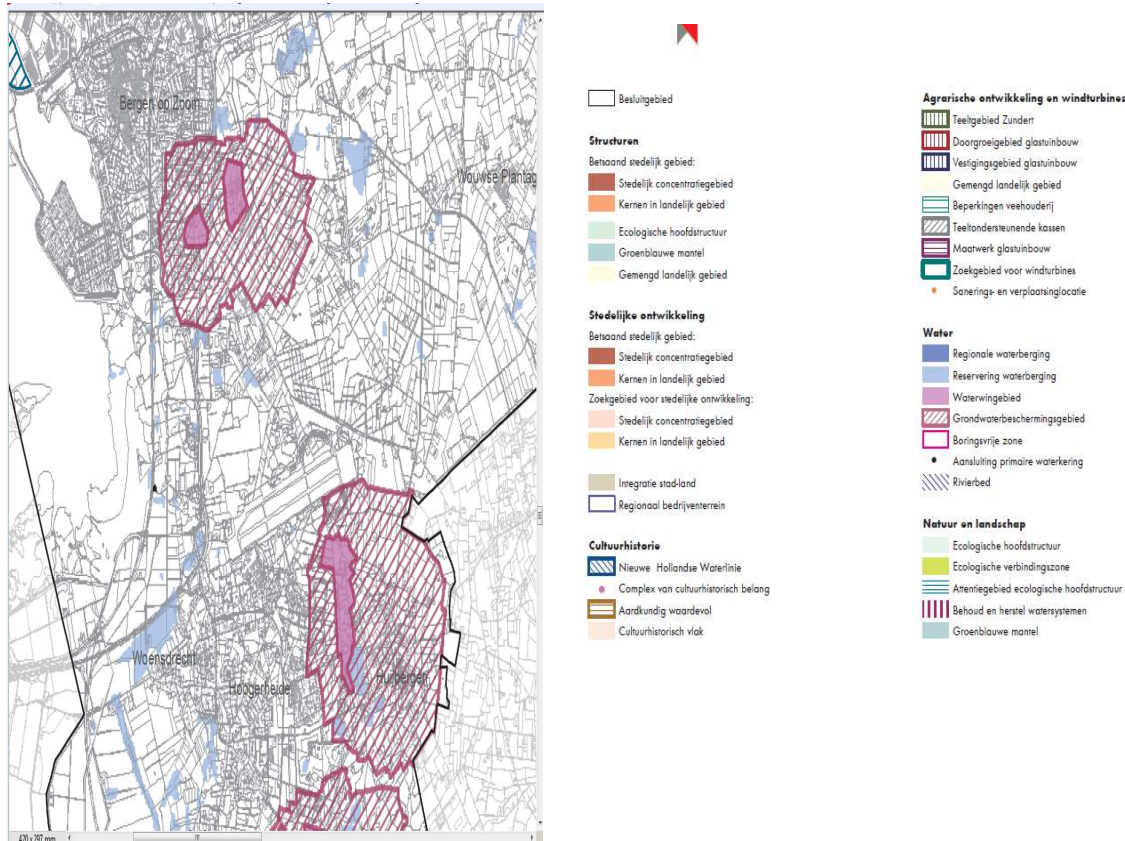 Bergen op Zoom
Wouwse Plantag
Woensdrecht
Hoogerheide
Huijbergen
420 x 297 mm
Besluitgebied
Structuren
Betsaand stedelijk gebied:
Stedelijk concentratiegebied
Kernen in landelijk gebied
Ecologische hoofdstructuur
Groenblauwe mantel
Gemengd landelijk gebied
Stedelijke ontwikkeling
Betsaand stedelijk gebied:
Stedelijk concentratiegebied
Kernen in landelijk gebied
Zoekgebied voor stedelijke ontwikkeling:
Stedelijk concentratiegebied
Kernen in landelijk gebied
Integratie stad-land
Regionaal bedrijventerrein
Cultuurhistorie
Nieuwe Hollandse Waterlinie
Complex van cultuurhistorisch belang
Aardkundig waardevol
Cultuurhistorisch vlak
Agrarische ontwikkeling en windturbines
Teeltgebied Zundert
Doorgroeigebied glastuinbouw
Vestigingsgebied glastuinbouw
Gemengd landelijk gebied
Beperkingen veehouderij
Teeltondersteunende kassen
Maatwerk glastuinbouw
Zoekgebied voor windturbines
Sanerings- en verplaatsinglocatie
Water
Regionale waterberging
Reservering waterberging
Waterwingebied
Grondwaterbeschermingsgebied
Boringsvrije zone
Aansluiting primaire waterkering
Rivierbed
Natuur en landschap
Ecologische hoofdstructuur
Ecologische verbindingszone
Attentiegebied ecologische hoofdstructuur
Behoud en herstel watersystemen
Groenblauwe mantel